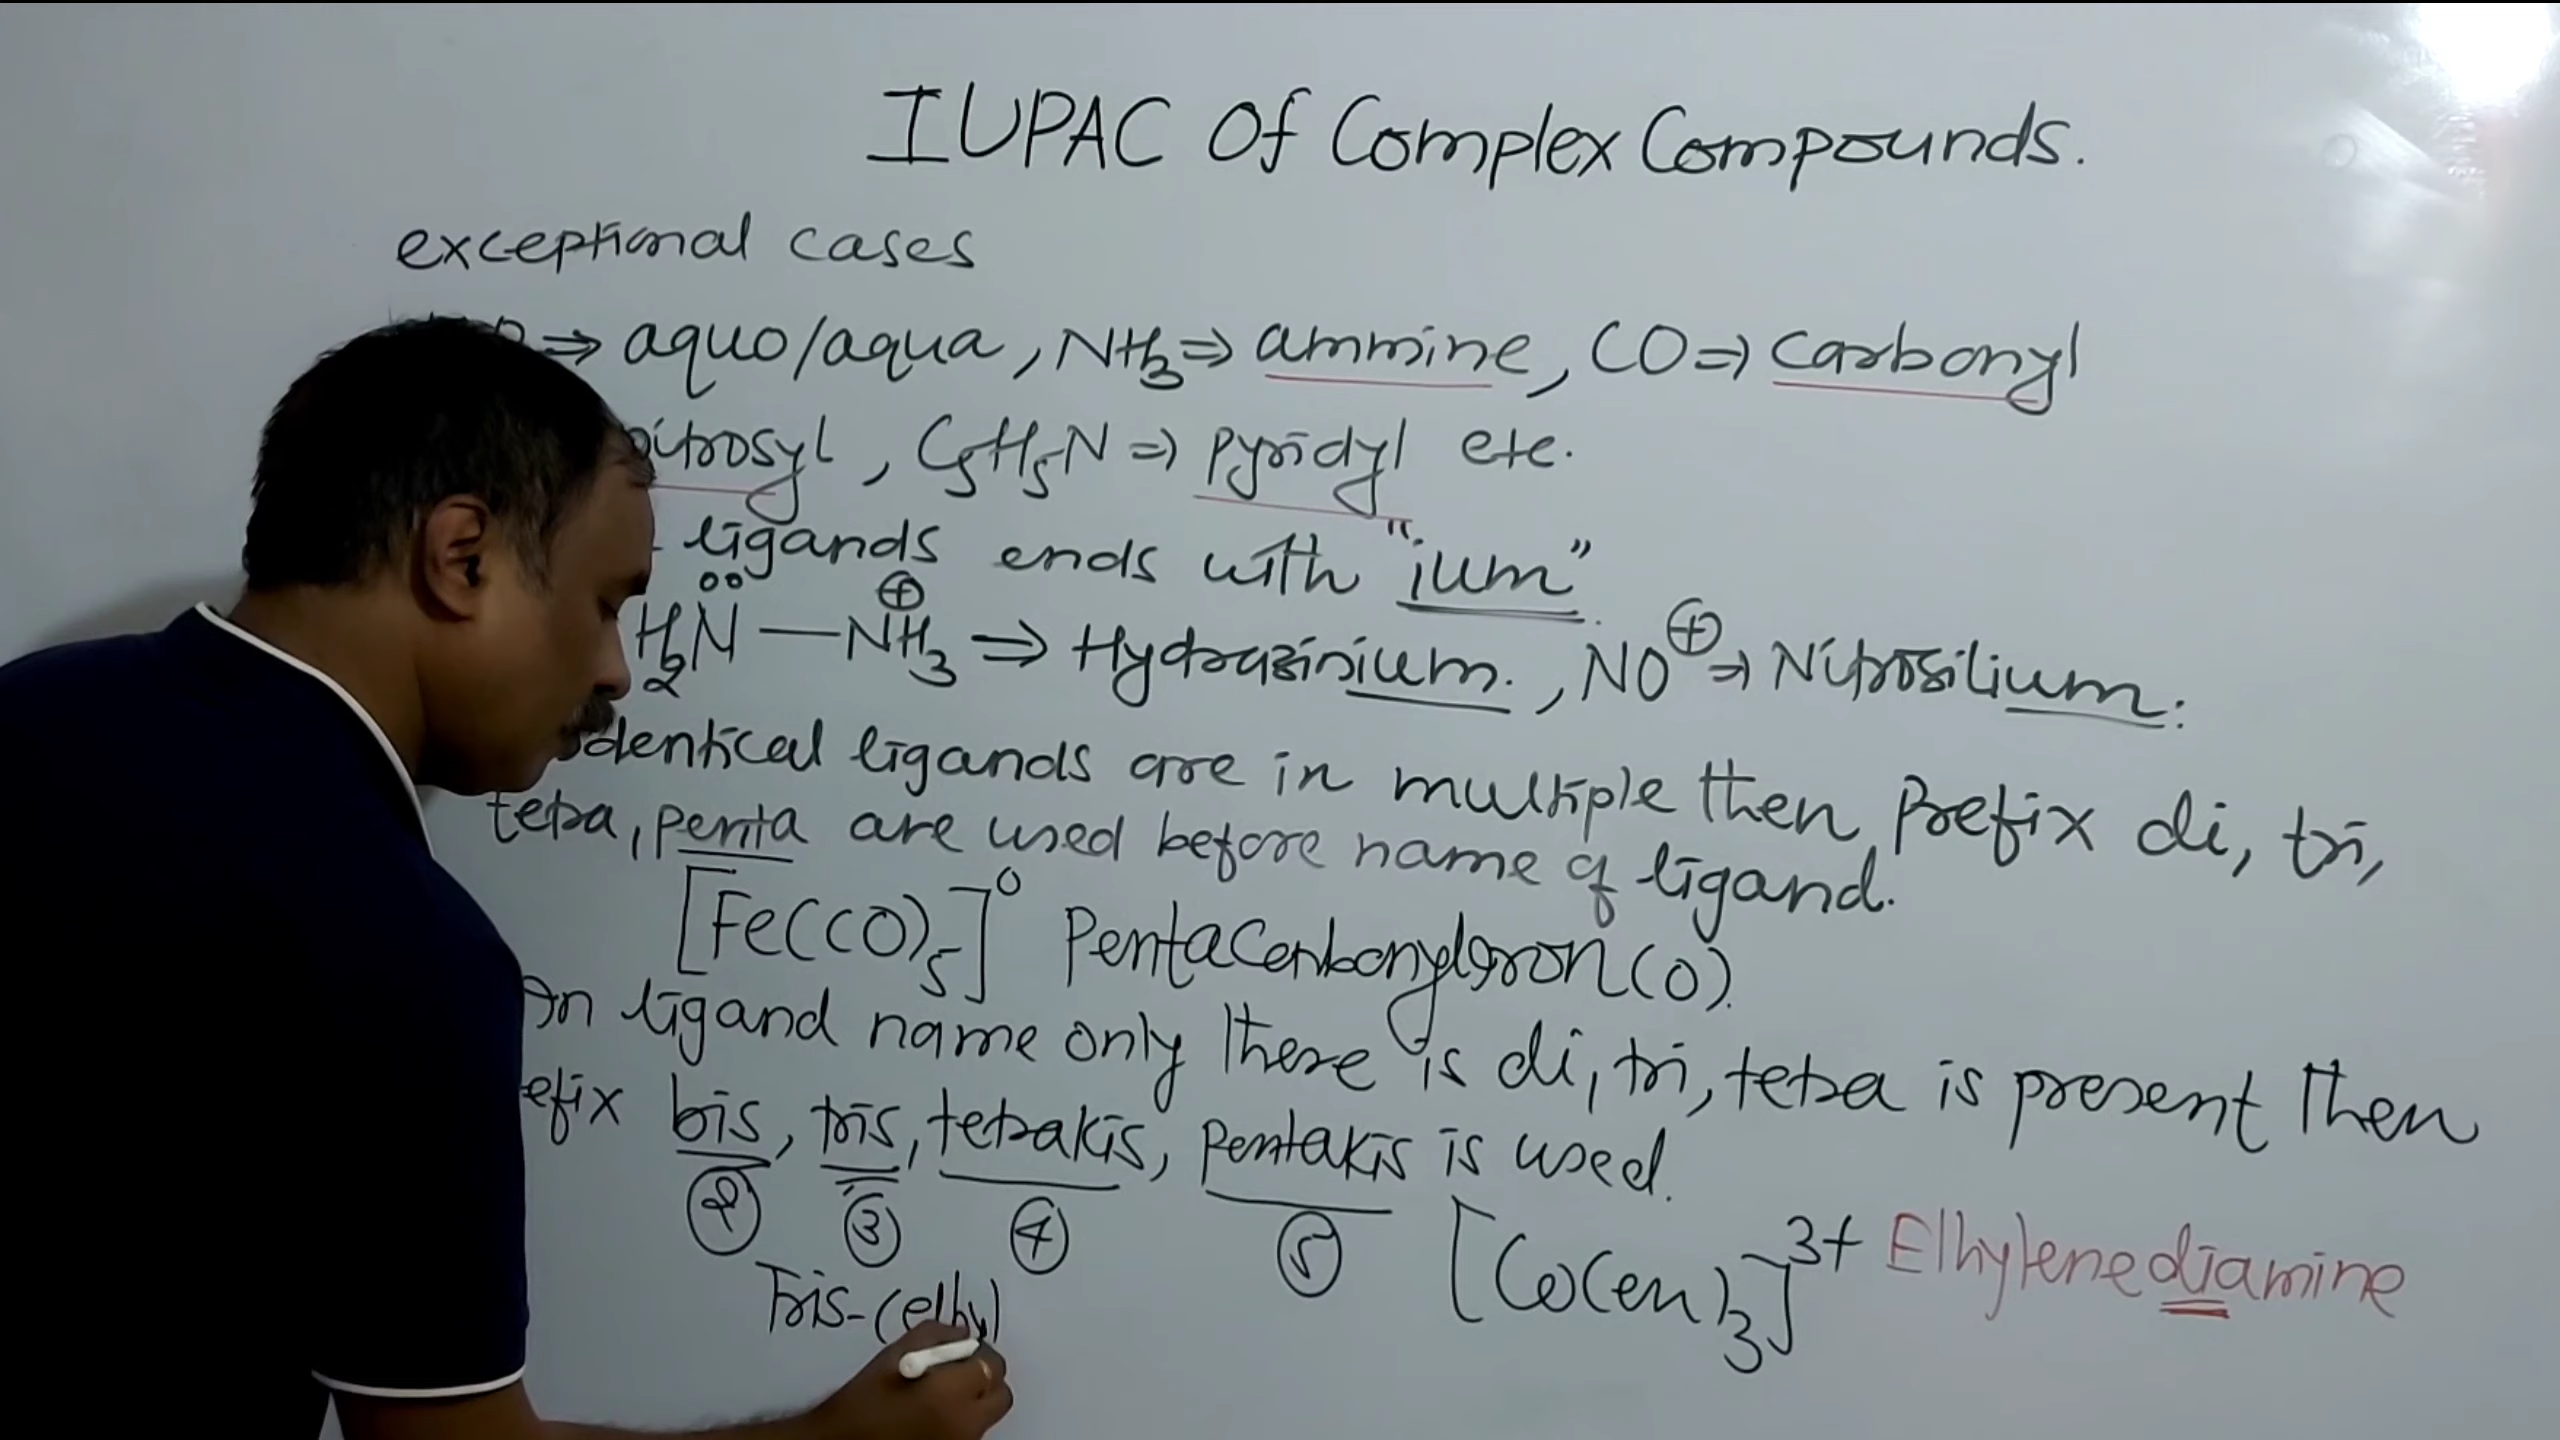 IUPAC Of Complex Compounds.
exceptional cases
⇒ aquo/aqua, NH₃ ⇒ ammine, CO ⇒ Carbonyl
nitrosyl, C₅H₅N ⇒ pyridyl etc.
ligands ends with "ium"
H₂N̈ — NH₃⊕ ⇒ Hydrazinium., NO⊕ ⇒ Nitrosilium.
identical ligands are in multiple then Prefix di, tri,
tetra, penta are used before name of ligand.
[Fe(CO)₅]⁰ PentaCarbonylIron(0).
In ligand name only there is di, tri, tetra is present then
efix bis, tris, tetrakis, pentakis is used.
2 3 4 5
[Co(en)₃]³⁺ Ethylenediamine
Tris-(ethyl